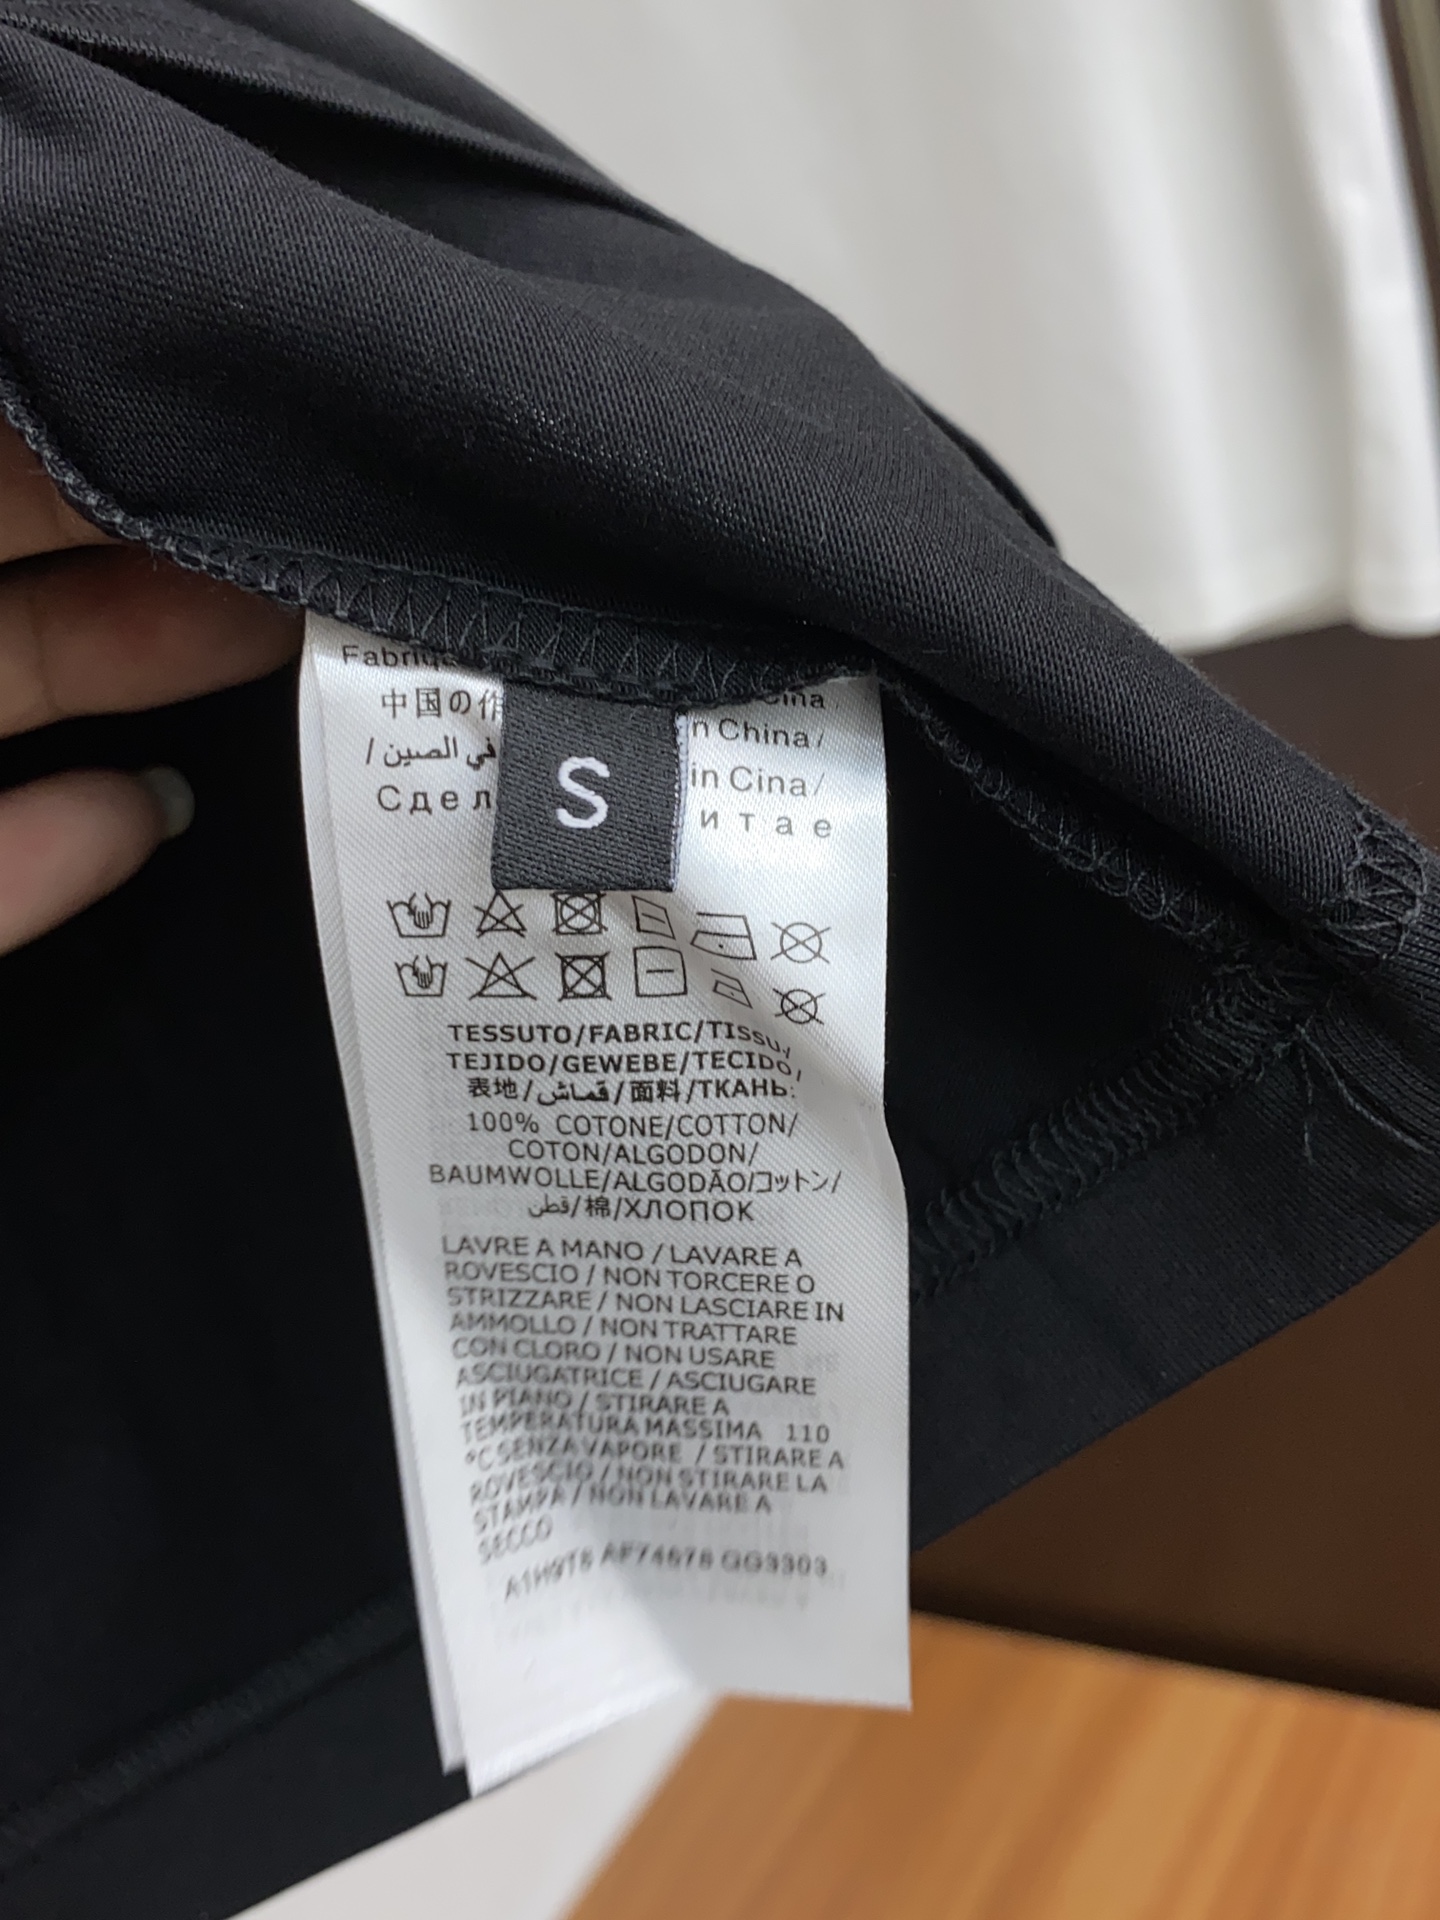 中国の
cina
n China/
في الصين /
in Cina/
Сдел
итае
S
TESSUTO/FABRIC/TISSU/
TEJIDO/GEWEBE/TECIDO/
表地/قماش/面料/ТКАНЬ:
100% COTONE/COTTON/
COTON/ALGODON/
BAUMWOLLE/ALGODÃO/コットン/
قطن/棉/ХЛОПОК
LAVRE A MANO / LAVARE A
ROVESCIO / NON TORCERE O
STRIZZARE / NON LASCIARE IN
AMMOLLO / NON TRATTARE
CON CLORO / NON USARE
ASCIUGATRICE / ASCIUGARE
IN PIANO / STIRARE A
TEMPERATURA MASSIMA 110
°C SENZA VAPORE / STIRARE A
ROVESCIO / NON STIRARE LA
STAMPA / NON LAVARE A
SECCO